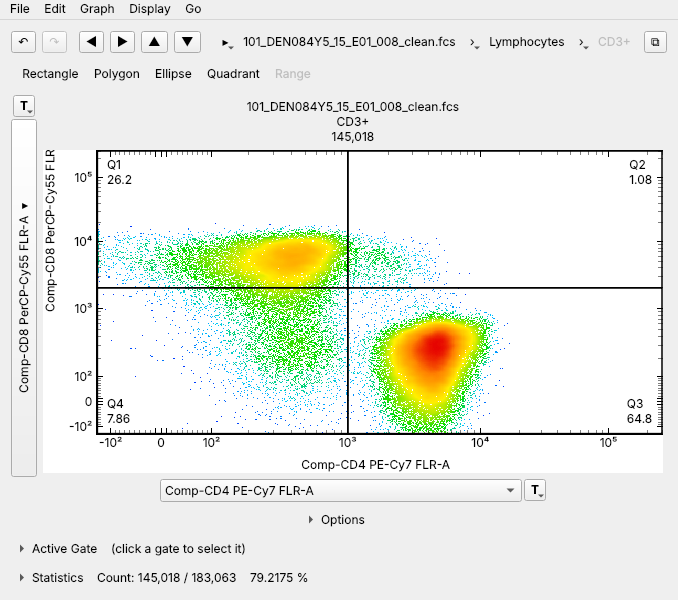 File Edit Graph Display Go
101_DEN084Y5_15_E01_008_clean.fcs Lymphocytes CD3+
Rectangle Polygon Ellipse Quadrant Range
T
101_DEN084Y5_15_E01_008_clean.fcs
CD3+
145,018
Comp-CD8 PerCP-Cy55 FLR-A
Comp-CD8 PerCP-Cy55 FLR
Q1
26.2
Q2
1.08
10⁵
10⁴
10³
10²
0
-10²
Q4
7.86
Q3
64.8
-10² 0 10² 10³ 10⁴ 10⁵
Comp-CD4 PE-Cy7 FLR-A
Comp-CD4 PE-Cy7 FLR-A T
Options
Active Gate (click a gate to select it)
Statistics Count: 145,018 / 183,063 79.2175 %